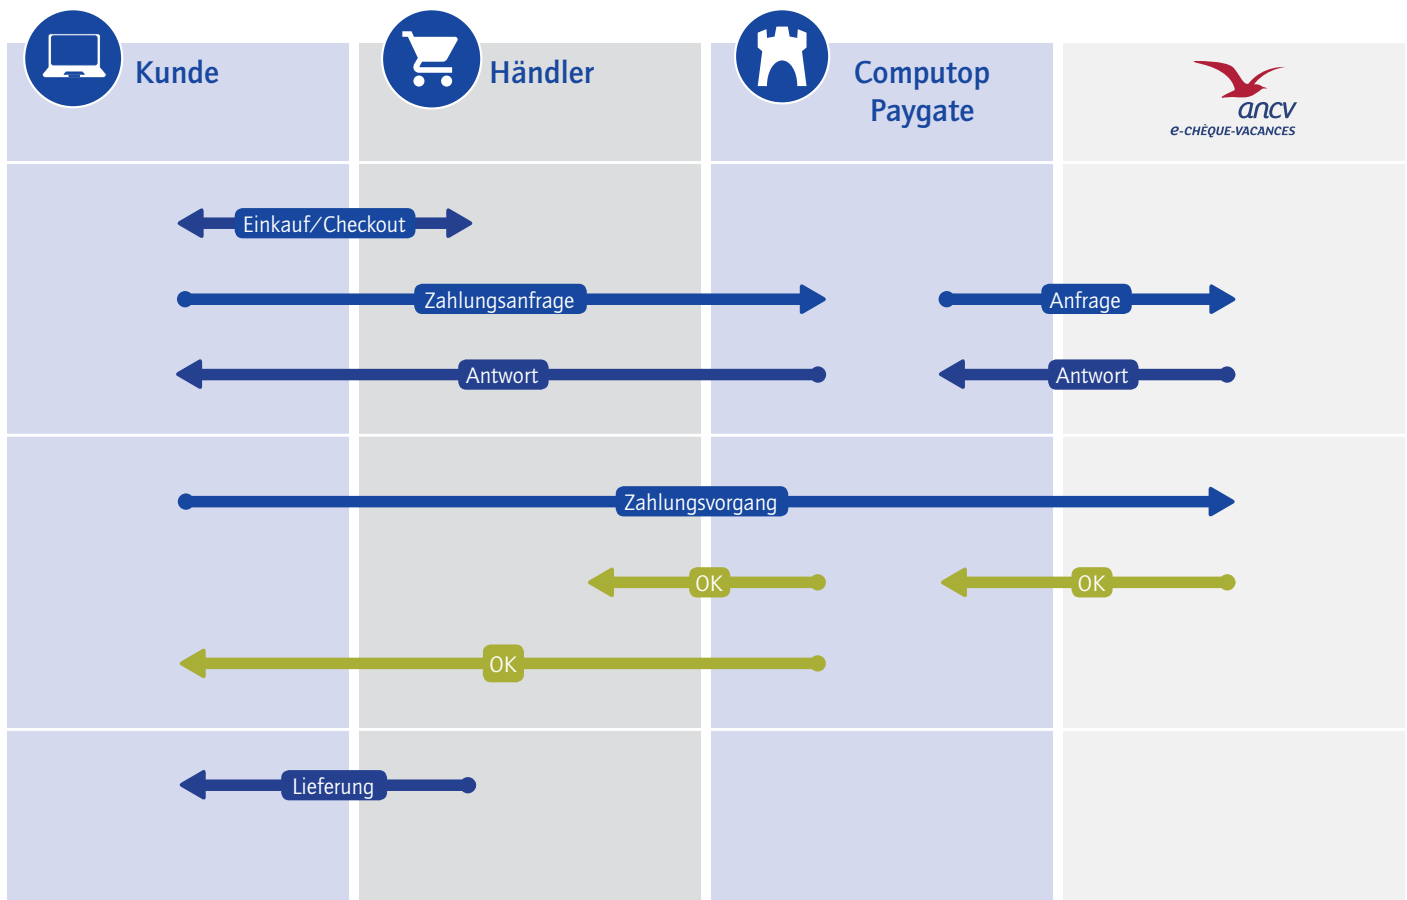 Kunde
Händler
Computop
Paygate
ancv
e-CHÈQUE-VACANCES
Einkauf/Checkout
Zahlungsanfrage
Anfrage
Antwort
Antwort
Zahlungsvorgang
OK
OK
OK
Lieferung